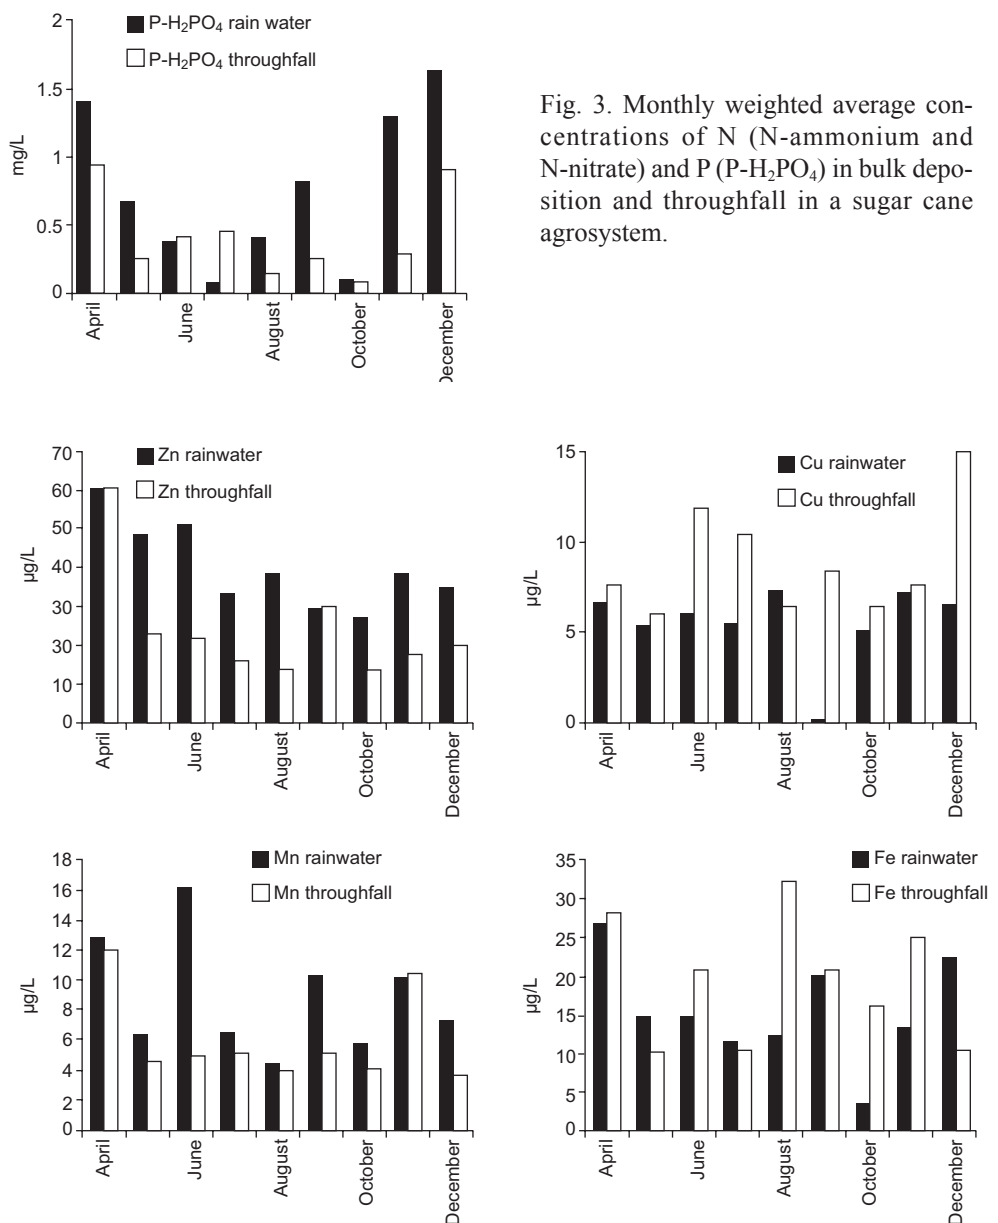 2
1.5
1
0.5
0
mg/L
P-H₂PO₄ rain water
P-H₂PO₄ throughfall
April
June
August
October
December
Fig. 3. Monthly weighted average con-
centrations of N (N-ammonium and
N-nitrate) and P (P-H₂PO₄) in bulk depo-
sition and throughfall in a sugar cane
agrosystem.
70
60
50
40
30
30
10
0
µg/L
Zn rainwater
Zn throughfall
April
June
August
October
December
15
10
5
0
µg/L
Cu rainwater
Cu throughfall
April
June
August
October
December
18
16
14
12
10
8
6
4
2
0
µg/L
Mn rainwater
Mn throughfall
April
June
August
October
December
35
30
25
20
15
10
5
0
µg/L
Fe rainwater
Fe throughfall
April
June
August
October
December